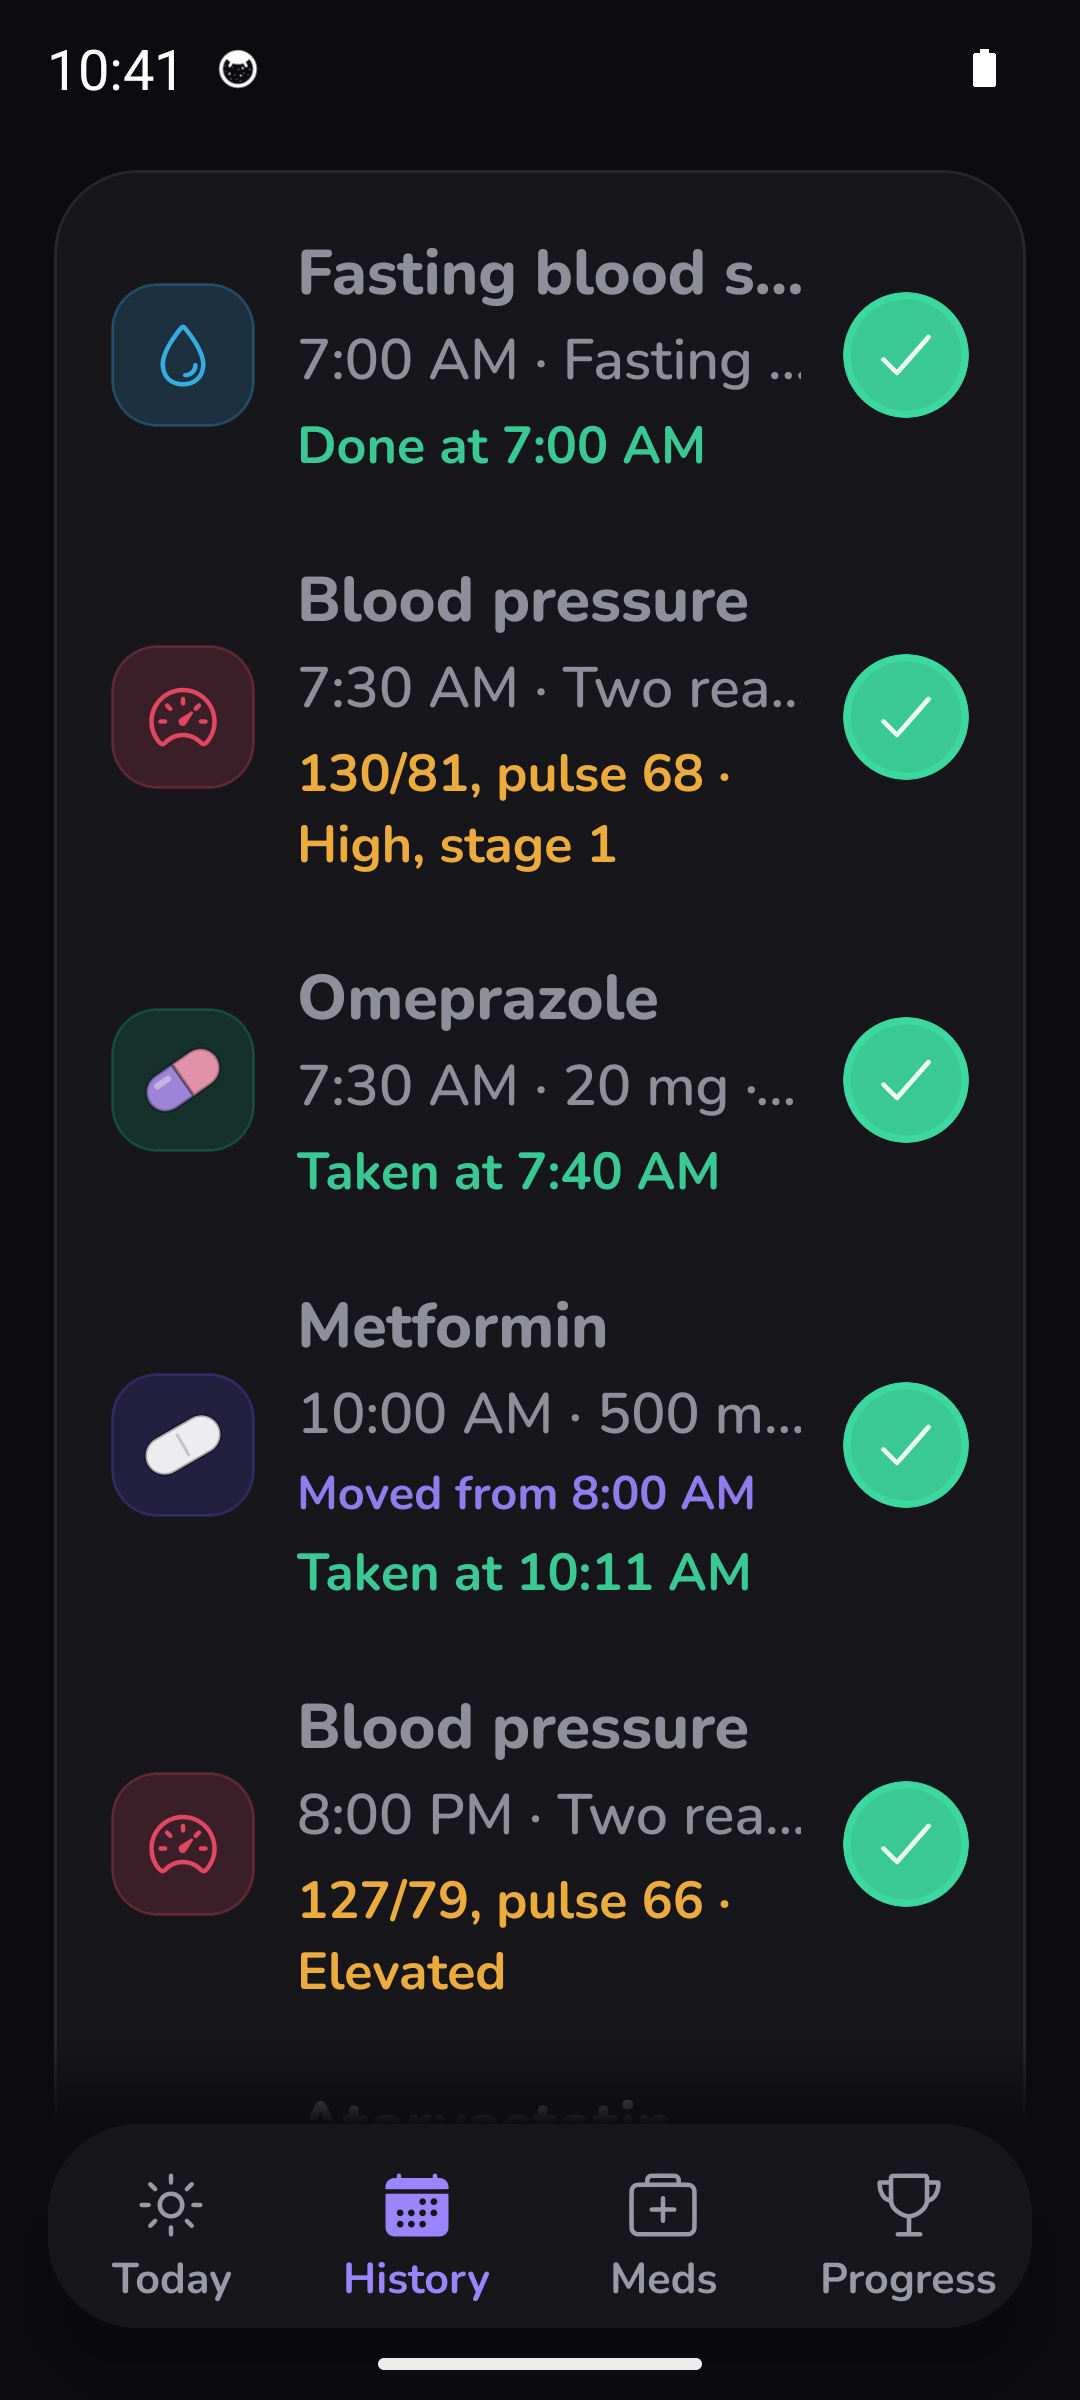 10:41
Fasting blood s...
7:00 AM · Fasting ...
Done at 7:00 AM
Blood pressure
7:30 AM · Two rea...
130/81, pulse 68 ·
High, stage 1
Omeprazole
7:30 AM · 20 mg ·...
Taken at 7:40 AM
Metformin
10:00 AM · 500 m...
Moved from 8:00 AM
Taken at 10:11 AM
Blood pressure
8:00 PM · Two rea...
127/79, pulse 66 ·
Elevated
Today
History
Meds
Progress